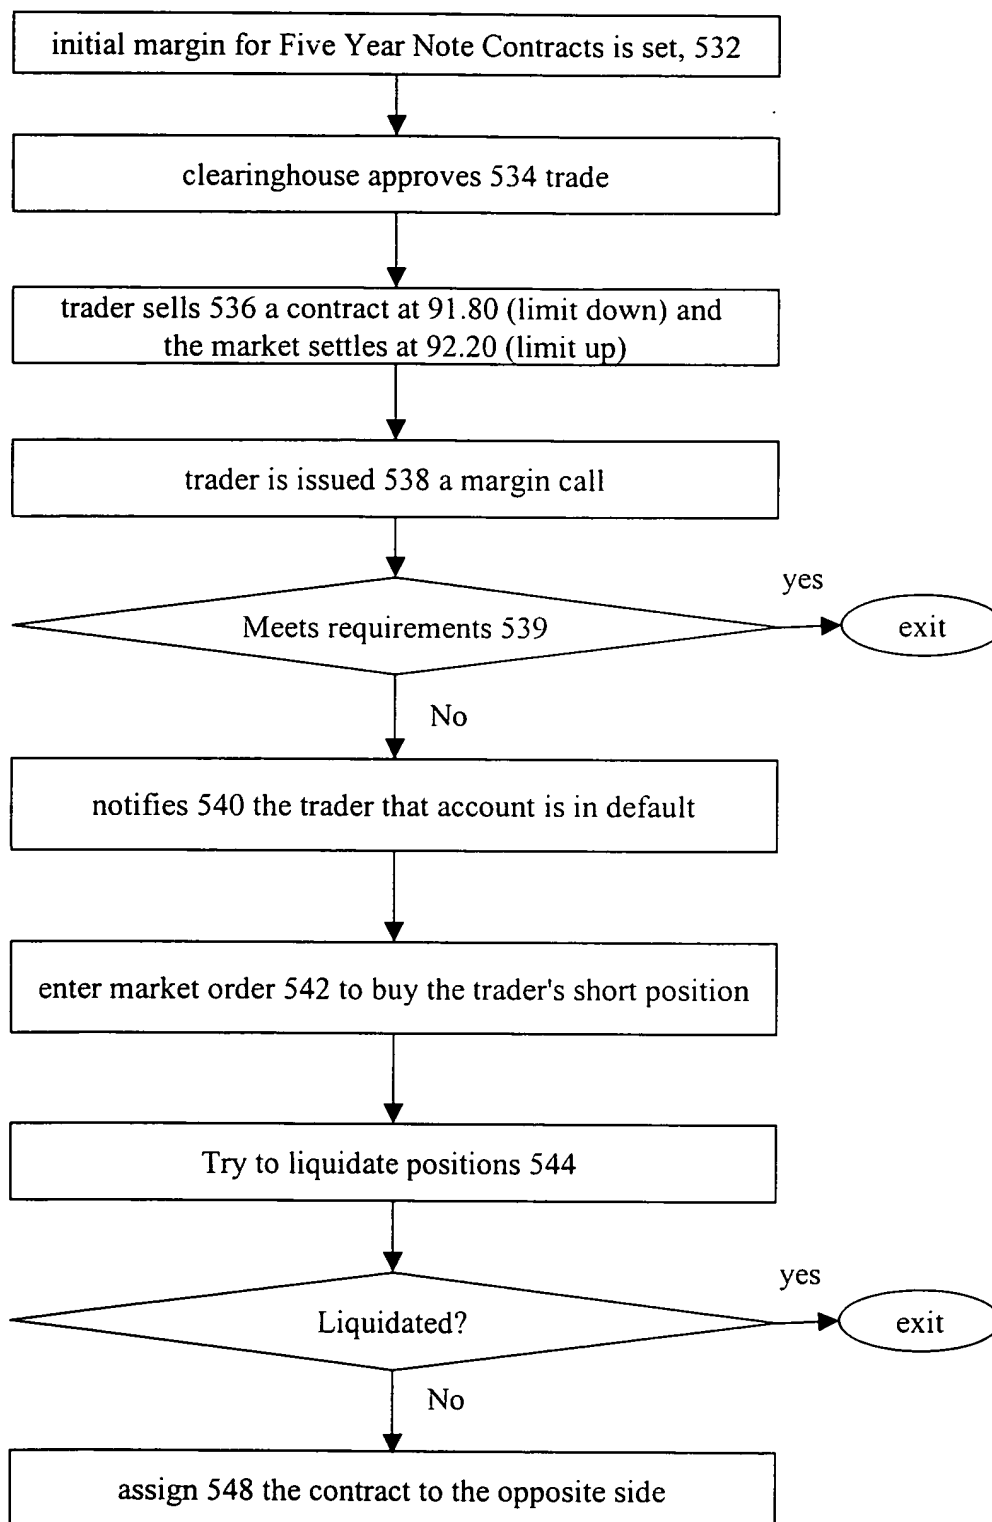 initial margin for Five Year Note Contracts is set, 532
clearinghouse approves 534 trade
trader sells 536 a contract at 91.80 (limit down) and
the market settles at 92.20 (limit up)
trader is issued 538 a margin call
yes
Meets requirements 539
exit
No
notifies 540 the trader that account is in default
enter market order 542 to buy the trader's short position
Try to liquidate positions 544
yes
Liquidated?
exit
No
assign 548 the contract to the opposite side